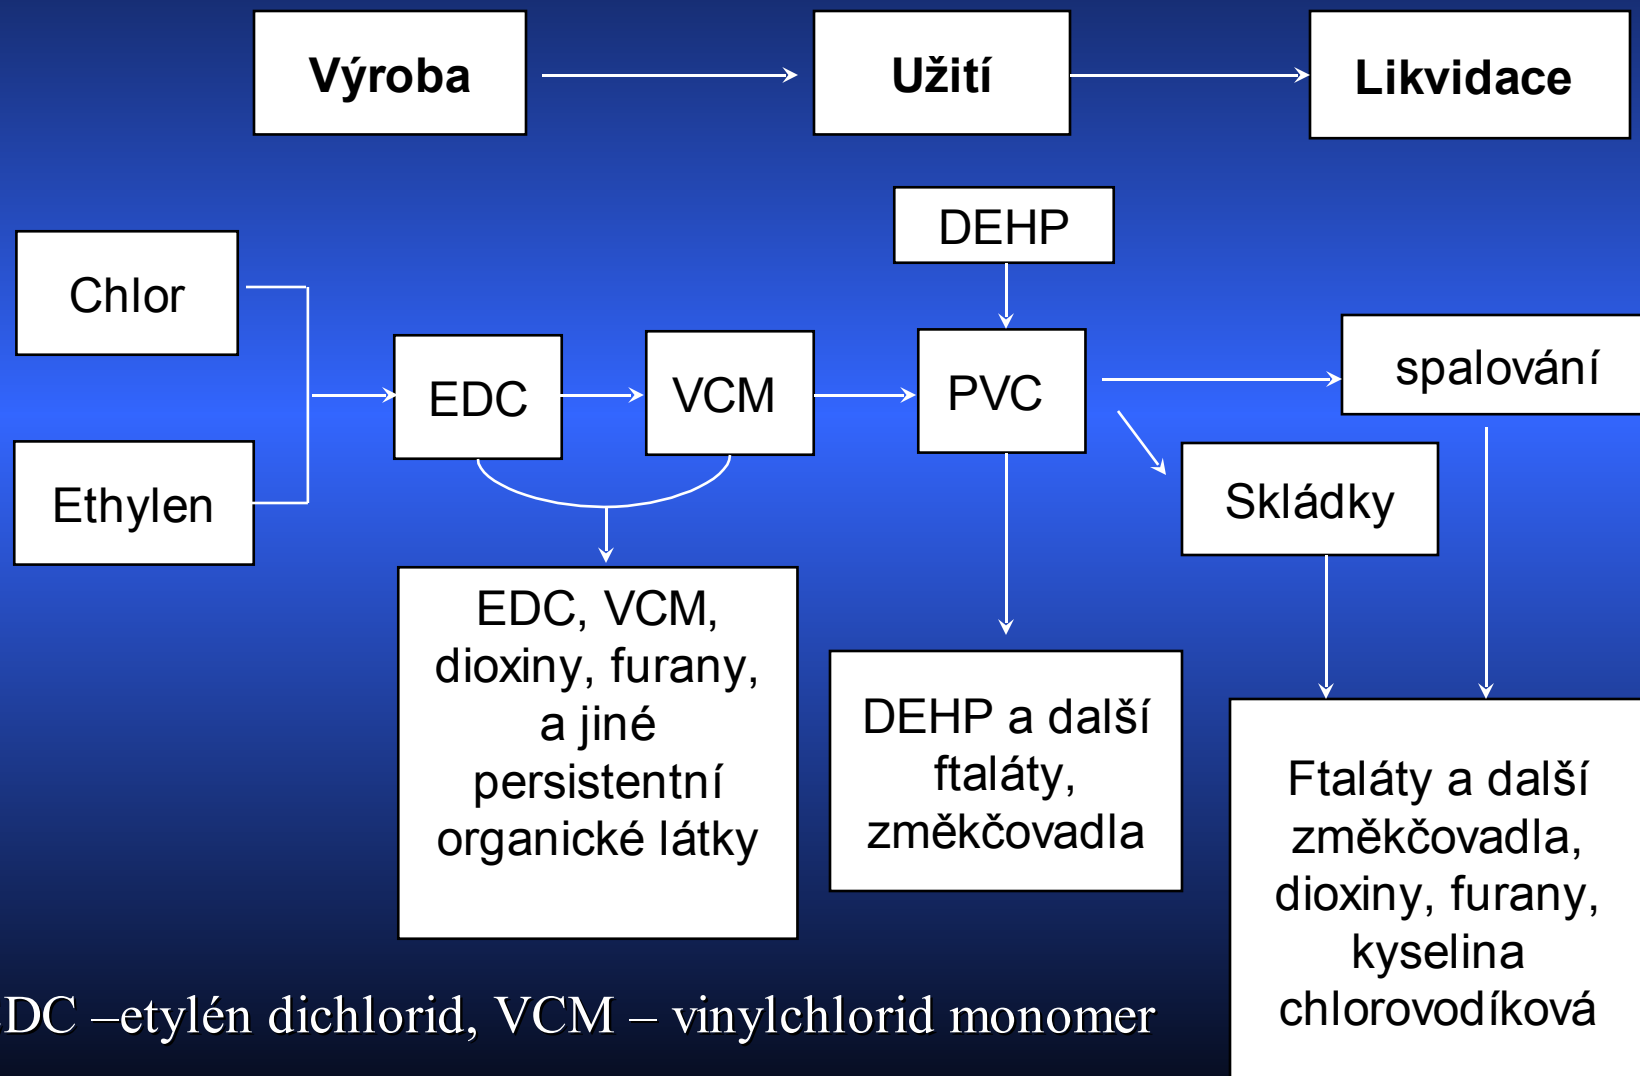 Výroba
Užití
Likvidace
DEHP
Chlor
Ethylen
EDC
VCM
PVC
spalování
Skládky
EDC, VCM,
dioxiny, furany,
a jiné
persistentní
organické látky
DEHP a další
ftaláty,
změkčovadla
Ftaláty a další
změkčovadla,
dioxiny, furany,
kyselina
chlorovodíková
EDC –etylén dichlorid, VCM – vinylchlorid monomer